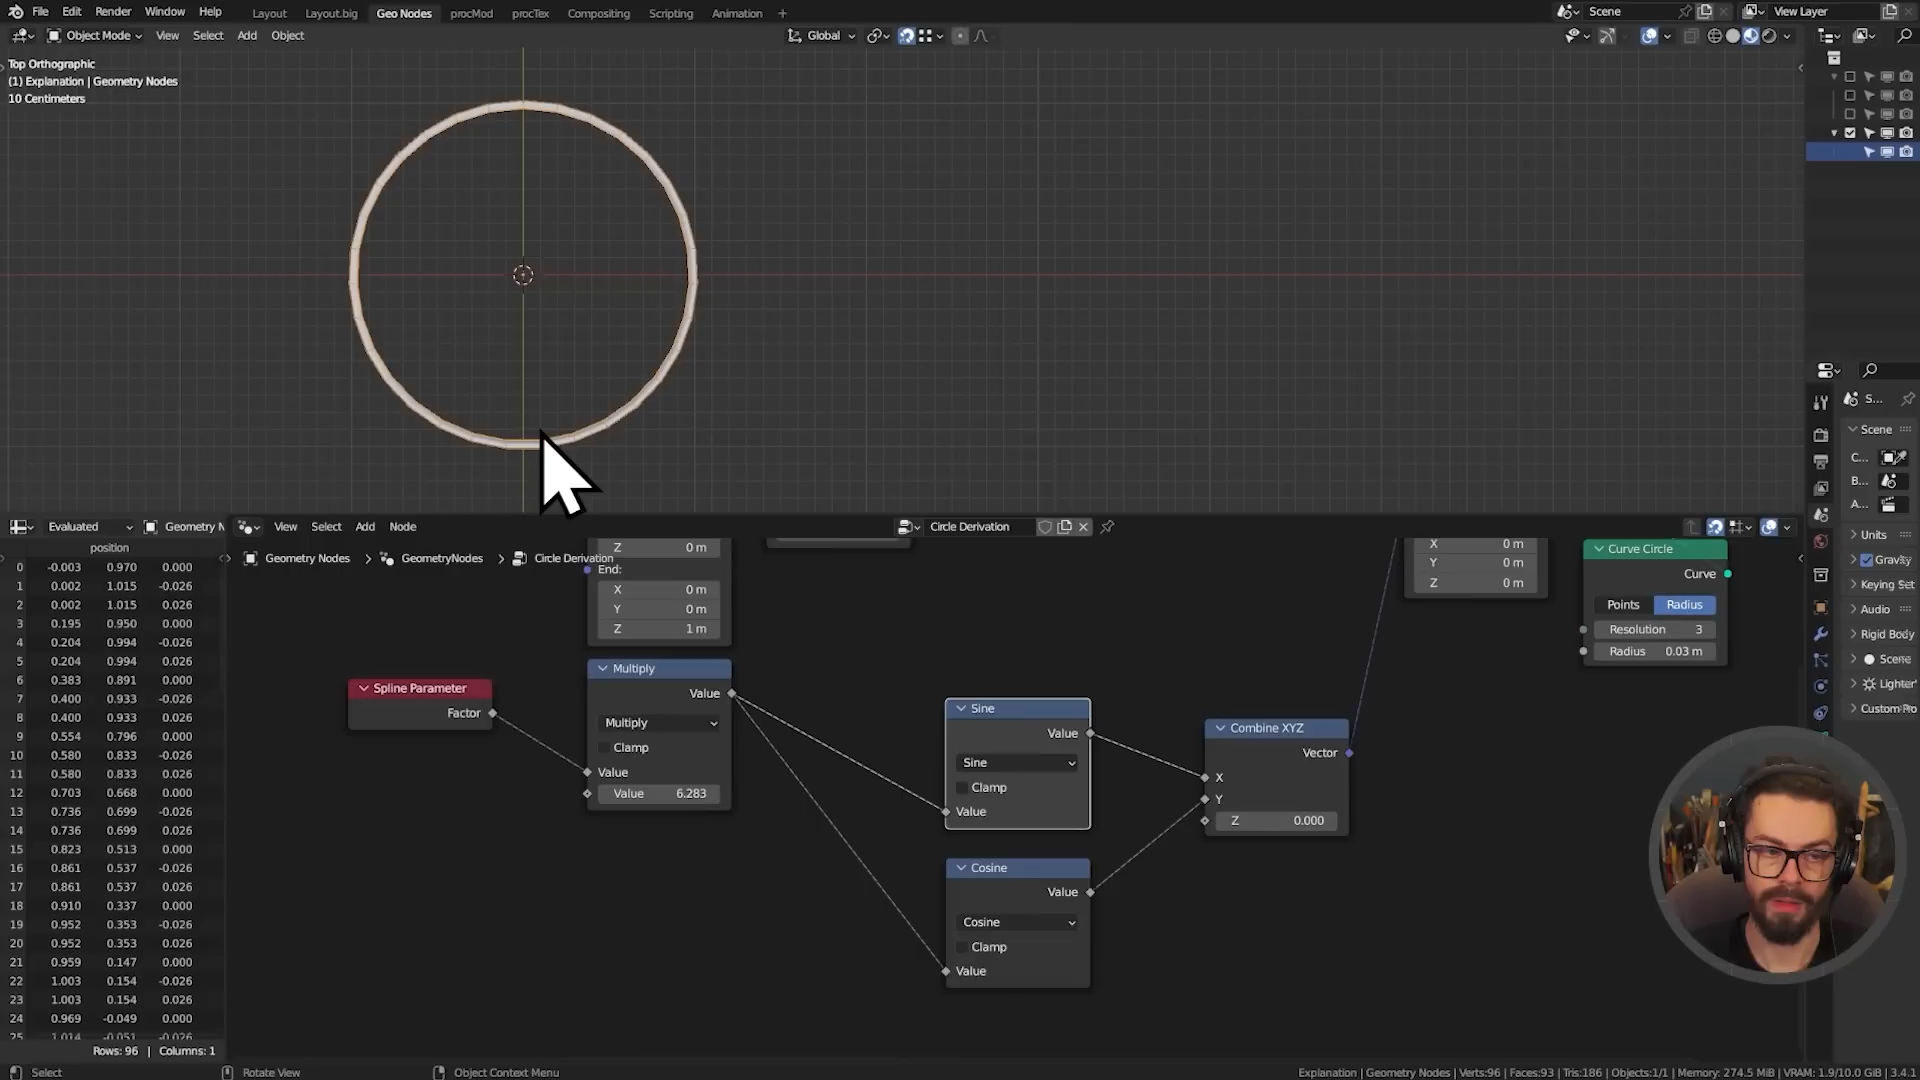 File Edit Render Window Help
Layout Layout.big Geo Nodes procMod procTex Compositing Scripting Animation +
Scene
View Layer
Object Mode View Select Add Object
Global
Top Orthographic
(1) Explanation | Geometry Nodes
10 Centimeters
Evaluated
Geometry N
View Select Add Node
Circle Derivation
Geometry Nodes > GeometryNodes > Circle Derivation
position
0 -0.003 0.970 0.000
1 0.002 1.015 -0.026
2 0.002 1.015 0.026
3 0.195 0.950 0.000
4 0.204 0.994 -0.026
5 0.204 0.994 0.026
6 0.383 0.891 0.000
7 0.400 0.933 -0.026
8 0.400 0.933 0.026
9 0.554 0.796 0.000
10 0.580 0.833 -0.026
11 0.580 0.833 0.026
12 0.703 0.668 0.000
13 0.736 0.699 -0.026
14 0.736 0.699 0.026
15 0.823 0.513 0.000
16 0.861 0.537 -0.026
17 0.861 0.537 0.026
18 0.910 0.337 0.000
19 0.952 0.353 -0.026
20 0.952 0.353 0.026
21 0.959 0.147 0.000
22 1.003 0.154 -0.026
23 1.003 0.154 0.026
24 0.969 -0.049 0.000
25 1.014 -0.051 -0.026
Rows: 96 | Columns: 1
Z 0 m
End:
X 0 m
Y 0 m
Z 1 m
Spline Parameter
Factor
Multiply
Value
Multiply
Clamp
Value
Value 6.283
Sine
Value
Sine
Clamp
Value
Cosine
Value
Cosine
Clamp
Value
Combine XYZ
Vector
X
Y
Z 0.000
X 0 m
Y 0 m
Z 0 m
Curve Circle
Curve
Points Radius
Resolution 3
Radius 0.03 m
S...
Scene
C...
B...
A...
Units
Gravity
Keying Set
Audio
Rigid Body
Scene
Lighter
Custom Pro
Select
Rotate View
Object Context Menu
Explanation | Geometry Nodes | Verts:96 | Faces:93 | Tris:186 | Objects:1/1 | Memory: 274.5 MiB | VRAM: 1.9/10.0 GiB | 3.4.1